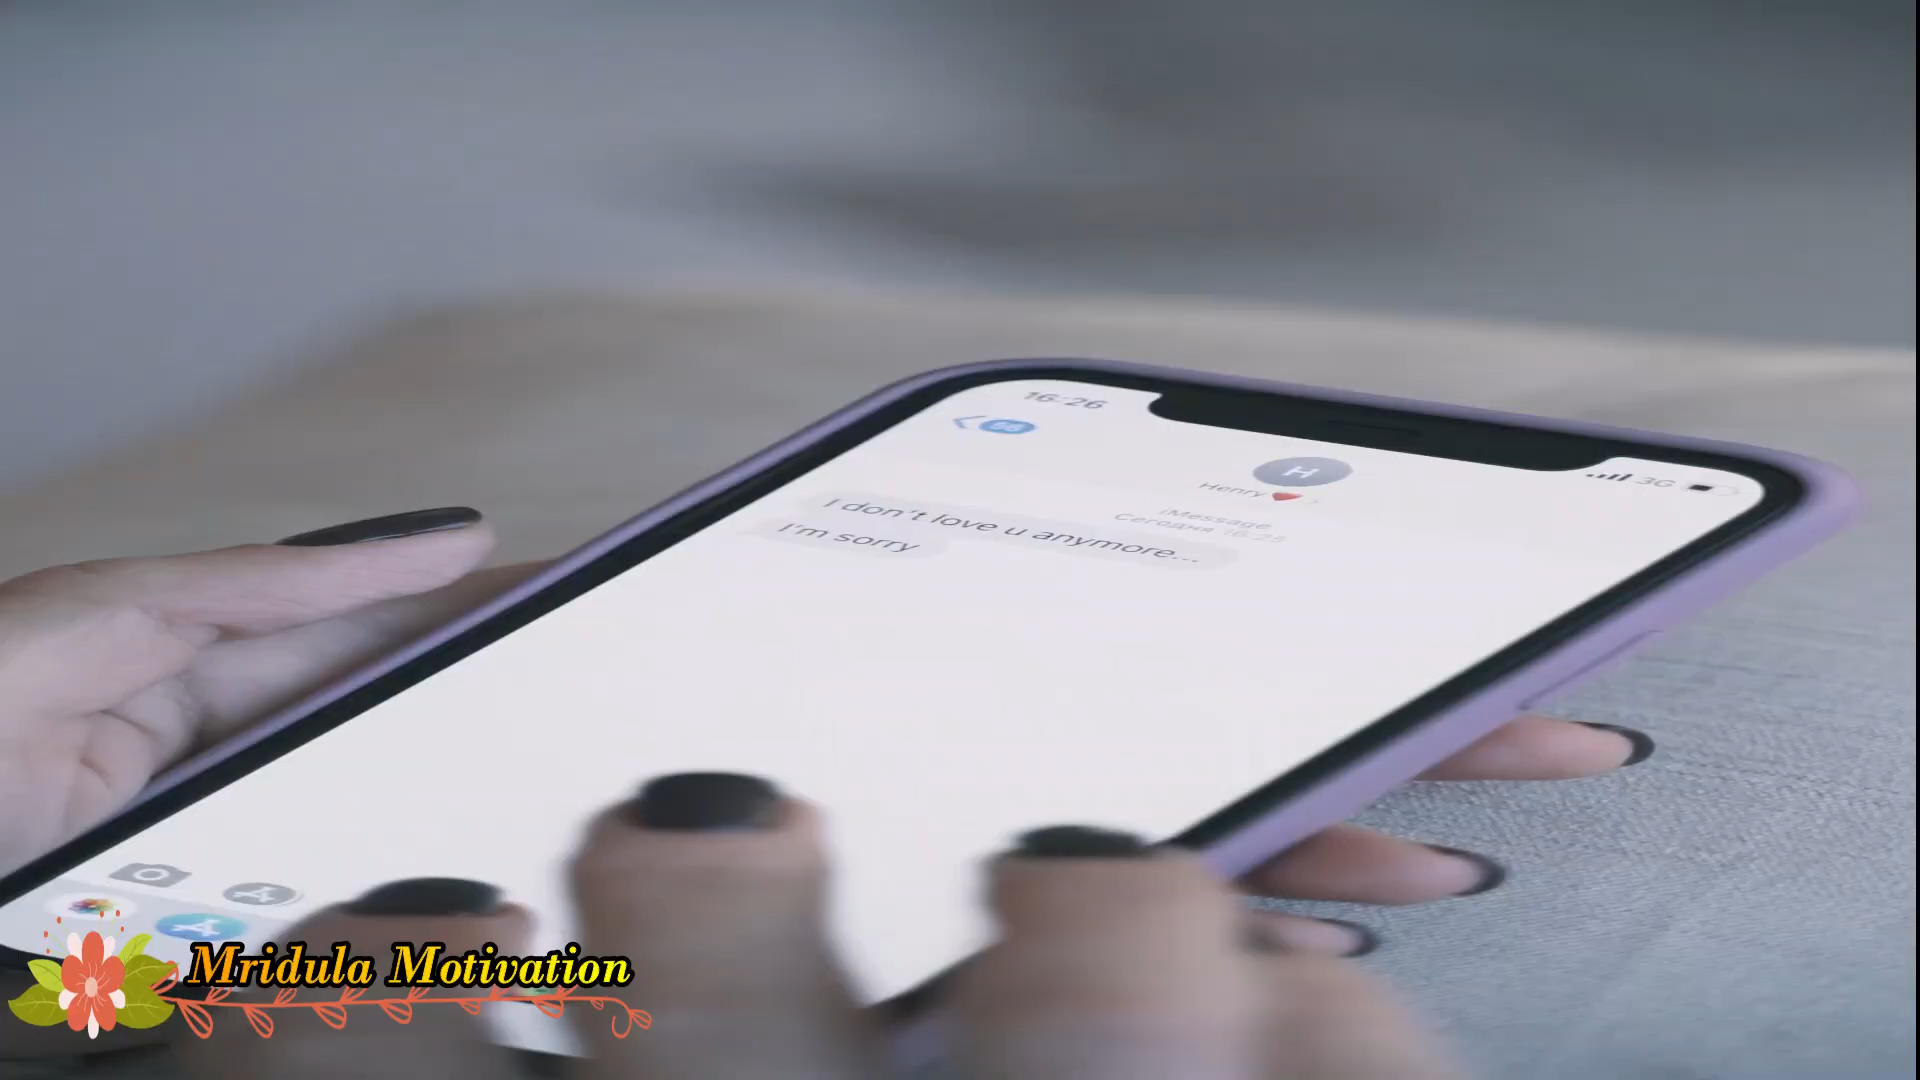 16:26
3G
H
Henry
iMessage
Сегодня 16:25
I don't love u anymore...
I'm sorry
Mridula Motivation